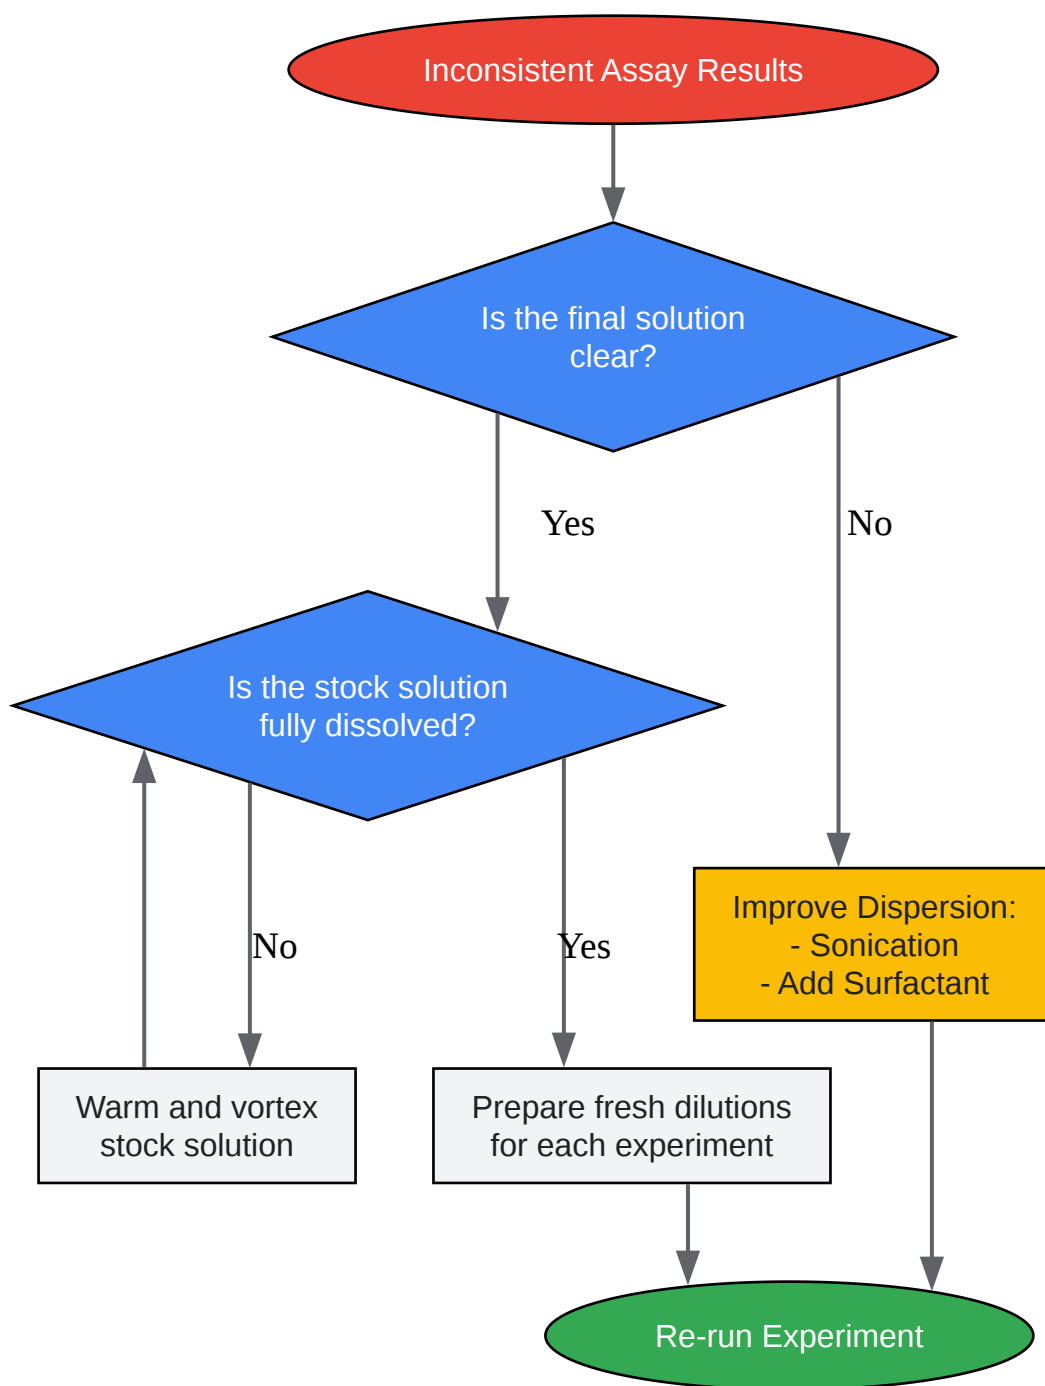 Inconsistent Assay Results
Is the final solution
clear?
Yes
No
Is the stock solution
fully dissolved?
No
Yes
Improve Dispersion:
- Sonication
- Add Surfactant
Warm and vortex
stock solution
Prepare fresh dilutions
for each experiment
Re-run Experiment